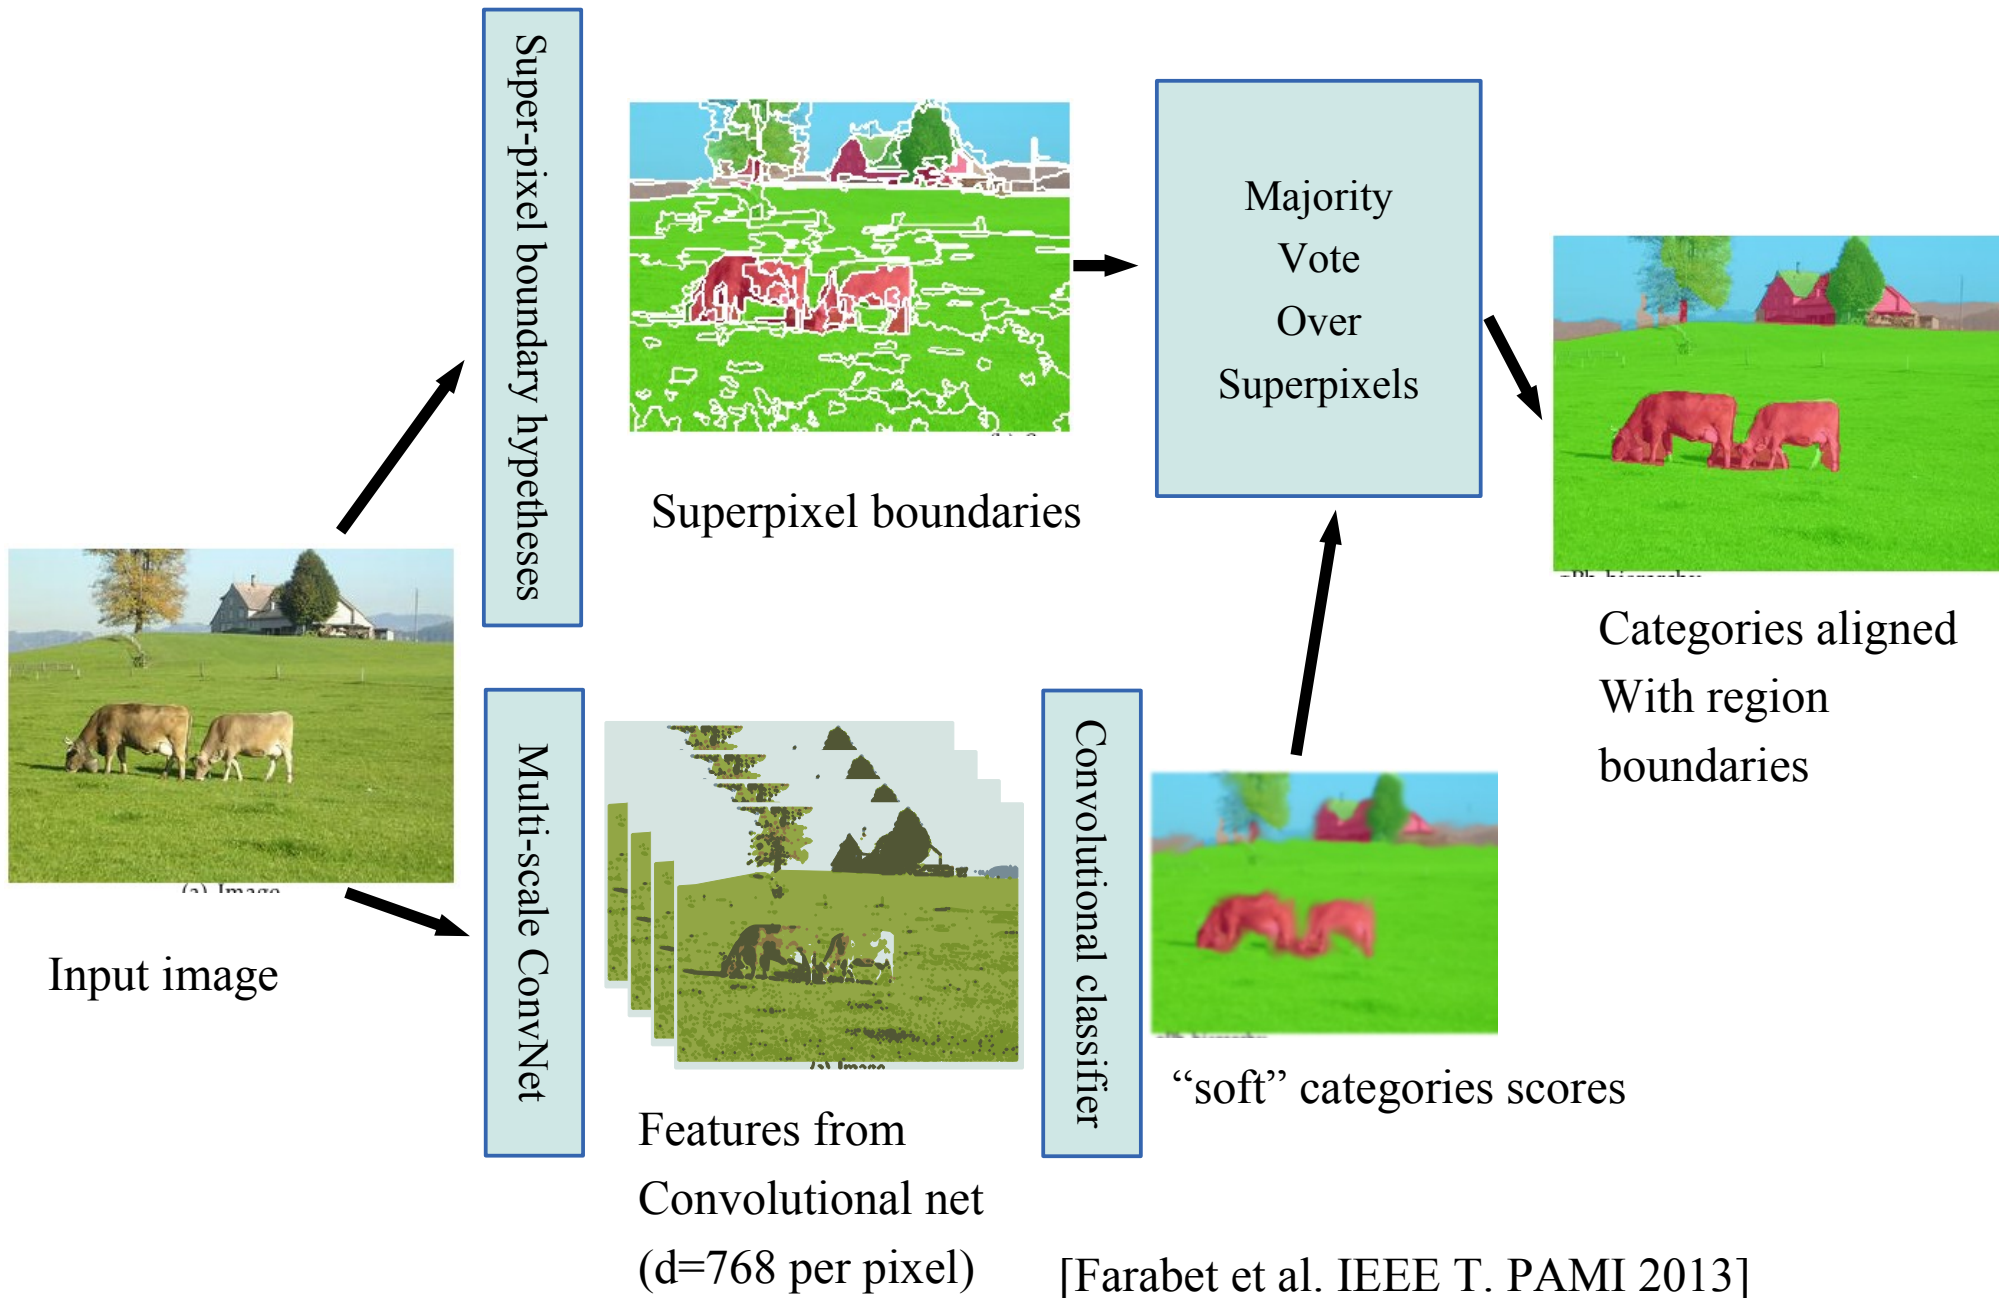 Super-pixel boundary hypetheses
Superpixel boundaries
Majority
Vote
Over
Superpixels
Categories aligned
With region
boundaries
(a) Image
Input image
Multi-scale ConvNet
Features from
Convolutional net
(d=768 per pixel)
Convolutional classifier
“soft” categories scores
[Farabet et al. IEEE T. PAMI 2013]